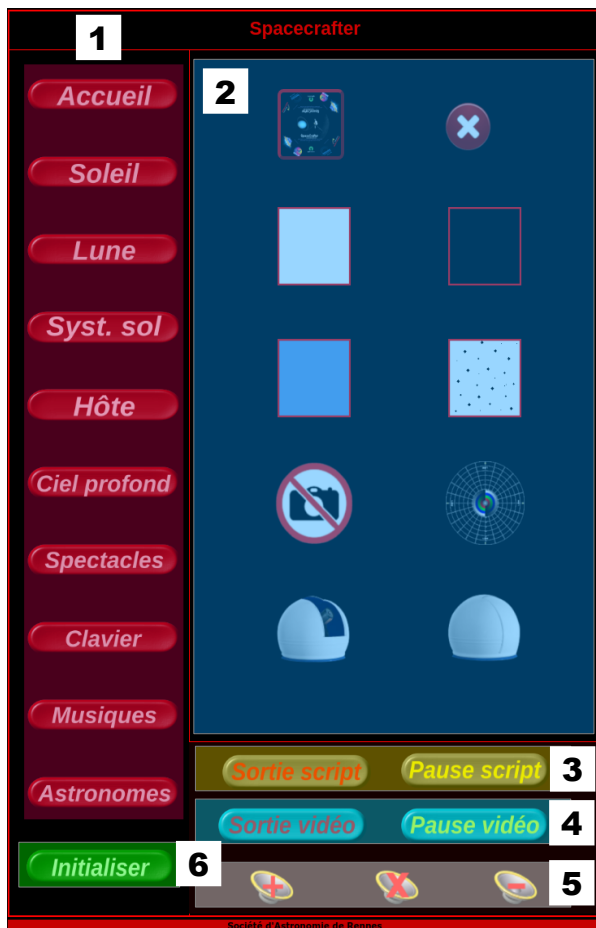 Spacecrafter
1
Accueil
Soleil
Lune
Syst. sol
Hôte
Ciel profond
Spectacles
Clavier
Musiques
Astronomes
Initialiser
6
2
Sortie script
Pause script
3
Sortie vidéo
Pause vidéo
4
5
Société d'Astronomie de Rennes